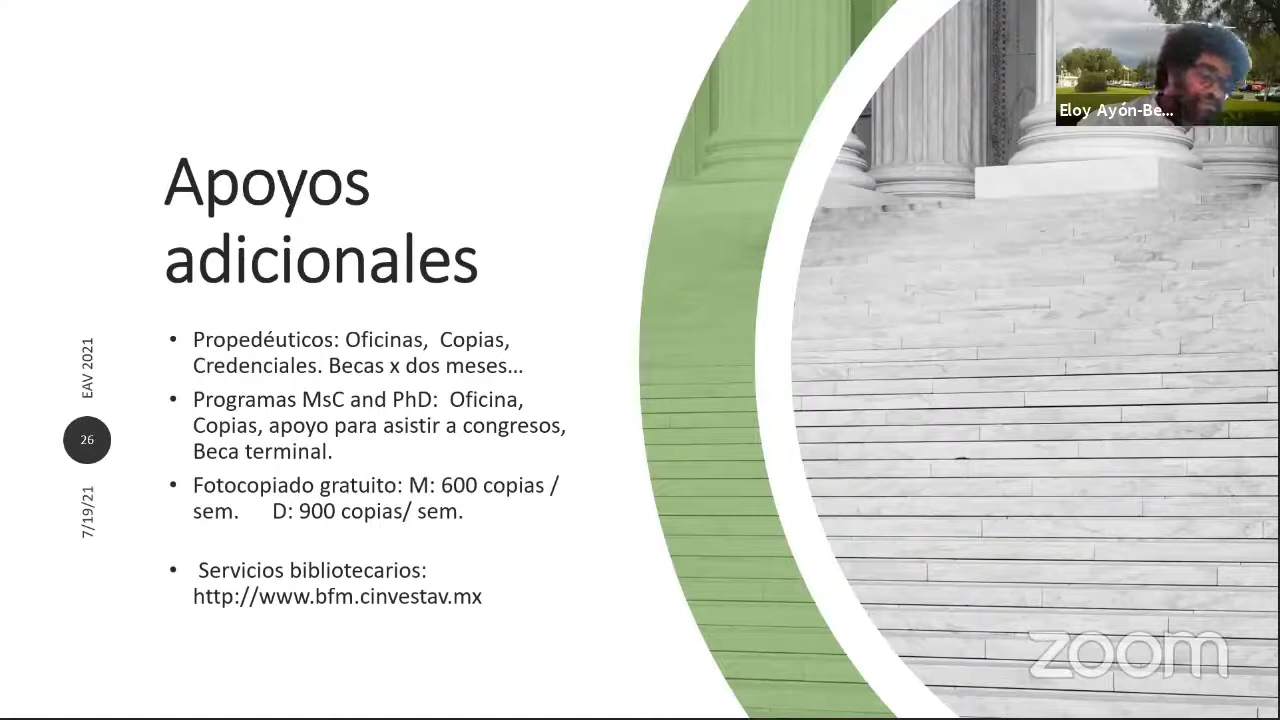 Apoyos
adicionales
• Propedéuticos: Oficinas, Copias,
Credenciales. Becas x dos meses...
• Programas MsC and PhD: Oficina,
Copias, apoyo para asistir a congresos,
Beca terminal.
• Fotocopiado gratuito: M: 600 copias /
sem. D: 900 copias/ sem.
• Servicios bibliotecarios:
http://www.bfm.cinvestav.mx
EAV 2021
26
7/19/21
Eloy Ayón-Be...
zoom